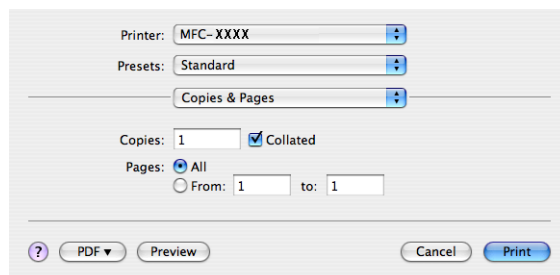 Printer: MFC-XXXX
Presets: Standard
Copies & Pages
Copies: 1 Collated
Pages: All
From: 1 to: 1
? PDF▼ Preview Cancel Print